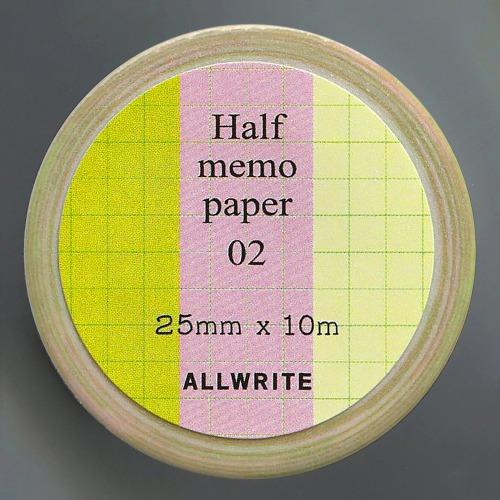 Half
memo
paper
02
25mm x 10m
ALLWRITE